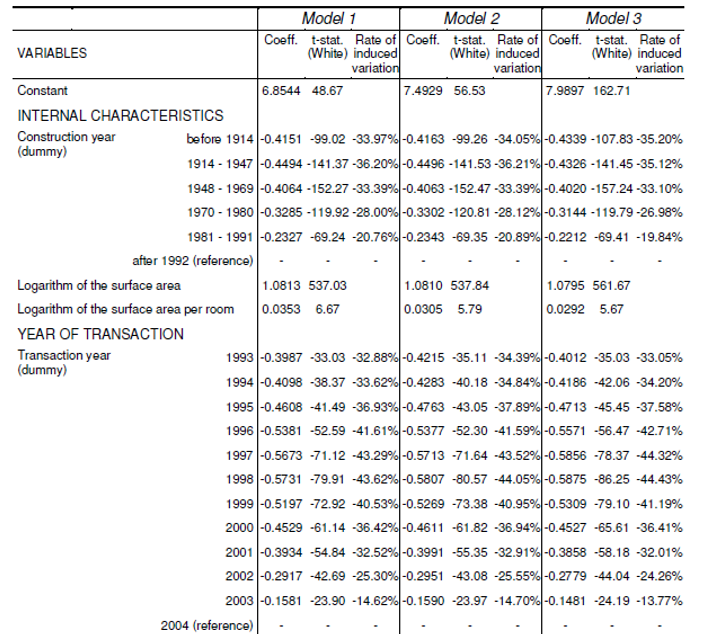 Model 1 Model 2 Model 3
VARIABLES Coeff. t-stat. (White) Rate of induced variation Coeff. t-stat. (White) Rate of induced variation Coeff. t-stat. (White) Rate of induced variation
Constant 6.8544 48.67 7.4929 56.53 7.9897 162.71
INTERNAL CHARACTERISTICS
Construction year (dummy) before 1914 -0.4151 -99.02 -33.97% -0.4163 -99.26 -34.05% -0.4339 -107.83 -35.20%
1914 - 1947 -0.4494 -141.37 -36.20% -0.4496 -141.53 -36.21% -0.4326 -141.45 -35.12%
1948 - 1969 -0.4064 -152.27 -33.39% -0.4063 -152.47 -33.39% -0.4020 -157.24 -33.10%
1970 - 1980 -0.3285 -119.92 -28.00% -0.3302 -120.81 -28.12% -0.3144 -119.79 -26.98%
1981 - 1991 -0.2327 -69.24 -20.76% -0.2343 -69.35 -20.89% -0.2212 -69.41 -19.84%
after 1992 (reference) - - - - - - - - -
Logarithm of the surface area 1.0813 537.03 1.0810 537.84 1.0795 561.67
Logarithm of the surface area per room 0.0353 6.67 0.0305 5.79 0.0292 5.67
YEAR OF TRANSACTION
Transaction year (dummy) 1993 -0.3987 -33.03 -32.88% -0.4215 -35.11 -34.39% -0.4012 -35.03 -33.05%
1994 -0.4098 -38.37 -33.62% -0.4283 -40.18 -34.84% -0.4186 -42.06 -34.20%
1995 -0.4608 -41.49 -36.93% -0.4763 -43.05 -37.89% -0.4713 -45.45 -37.58%
1996 -0.5381 -52.59 -41.61% -0.5377 -52.30 -41.59% -0.5571 -56.47 -42.71%
1997 -0.5673 -71.12 -43.29% -0.5713 -71.64 -43.52% -0.5856 -78.37 -44.32%
1998 -0.5731 -79.91 -43.62% -0.5807 -80.57 -44.05% -0.5875 -86.25 -44.43%
1999 -0.5197 -72.92 -40.53% -0.5269 -73.38 -40.95% -0.5309 -79.10 -41.19%
2000 -0.4529 -61.14 -36.42% -0.4611 -61.82 -36.94% -0.4527 -65.61 -36.41%
2001 -0.3934 -54.84 -32.52% -0.3991 -55.35 -32.91% -0.3858 -58.18 -32.01%
2002 -0.2917 -42.69 -25.30% -0.2951 -43.08 -25.55% -0.2779 -44.04 -24.26%
2003 -0.1581 -23.90 -14.62% -0.1590 -23.97 -14.70% -0.1481 -24.19 -13.77%
2004 (reference) - - - - - - - - -